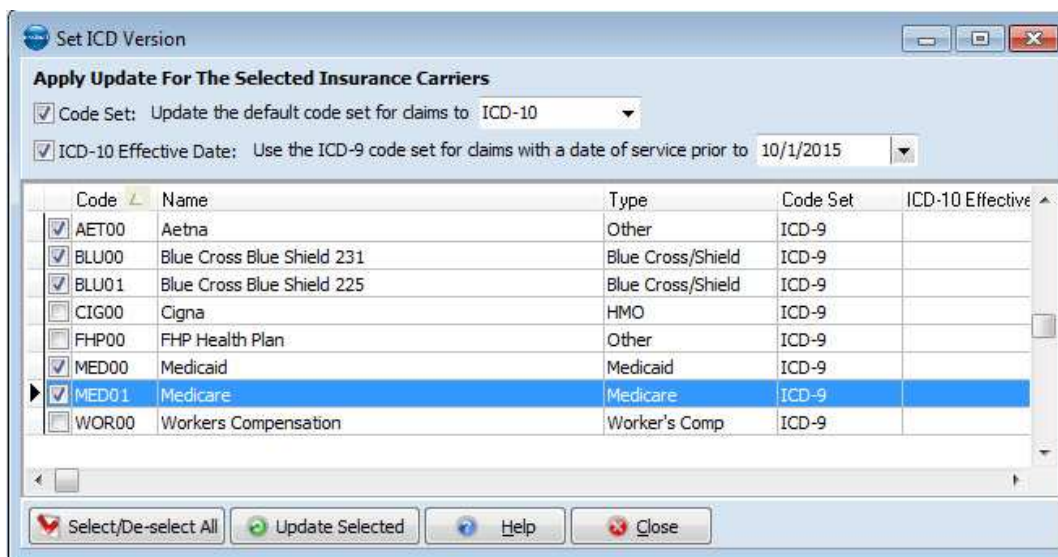 Set ICD Version
Apply Update For The Selected Insurance Carriers
Code Set: Update the default code set for claims to ICD-10
ICD-10 Effective Date: Use the ICD-9 code set for claims with a date of service prior to 10/1/2015
Code Name Type Code Set ICD-10 Effective
AET00 Aetna Other ICD-9
BLU00 Blue Cross Blue Shield 231 Blue Cross/Shield ICD-9
BLU01 Blue Cross Blue Shield 225 Blue Cross/Shield ICD-9
CIG00 Cigna HMO ICD-9
FHP00 FHP Health Plan Other ICD-9
MED00 Medicaid Medicaid ICD-9
MED01 Medicare Medicare ICD-9
WOR00 Workers Compensation Worker's Comp ICD-9
Select/De-select All Update Selected Help Close